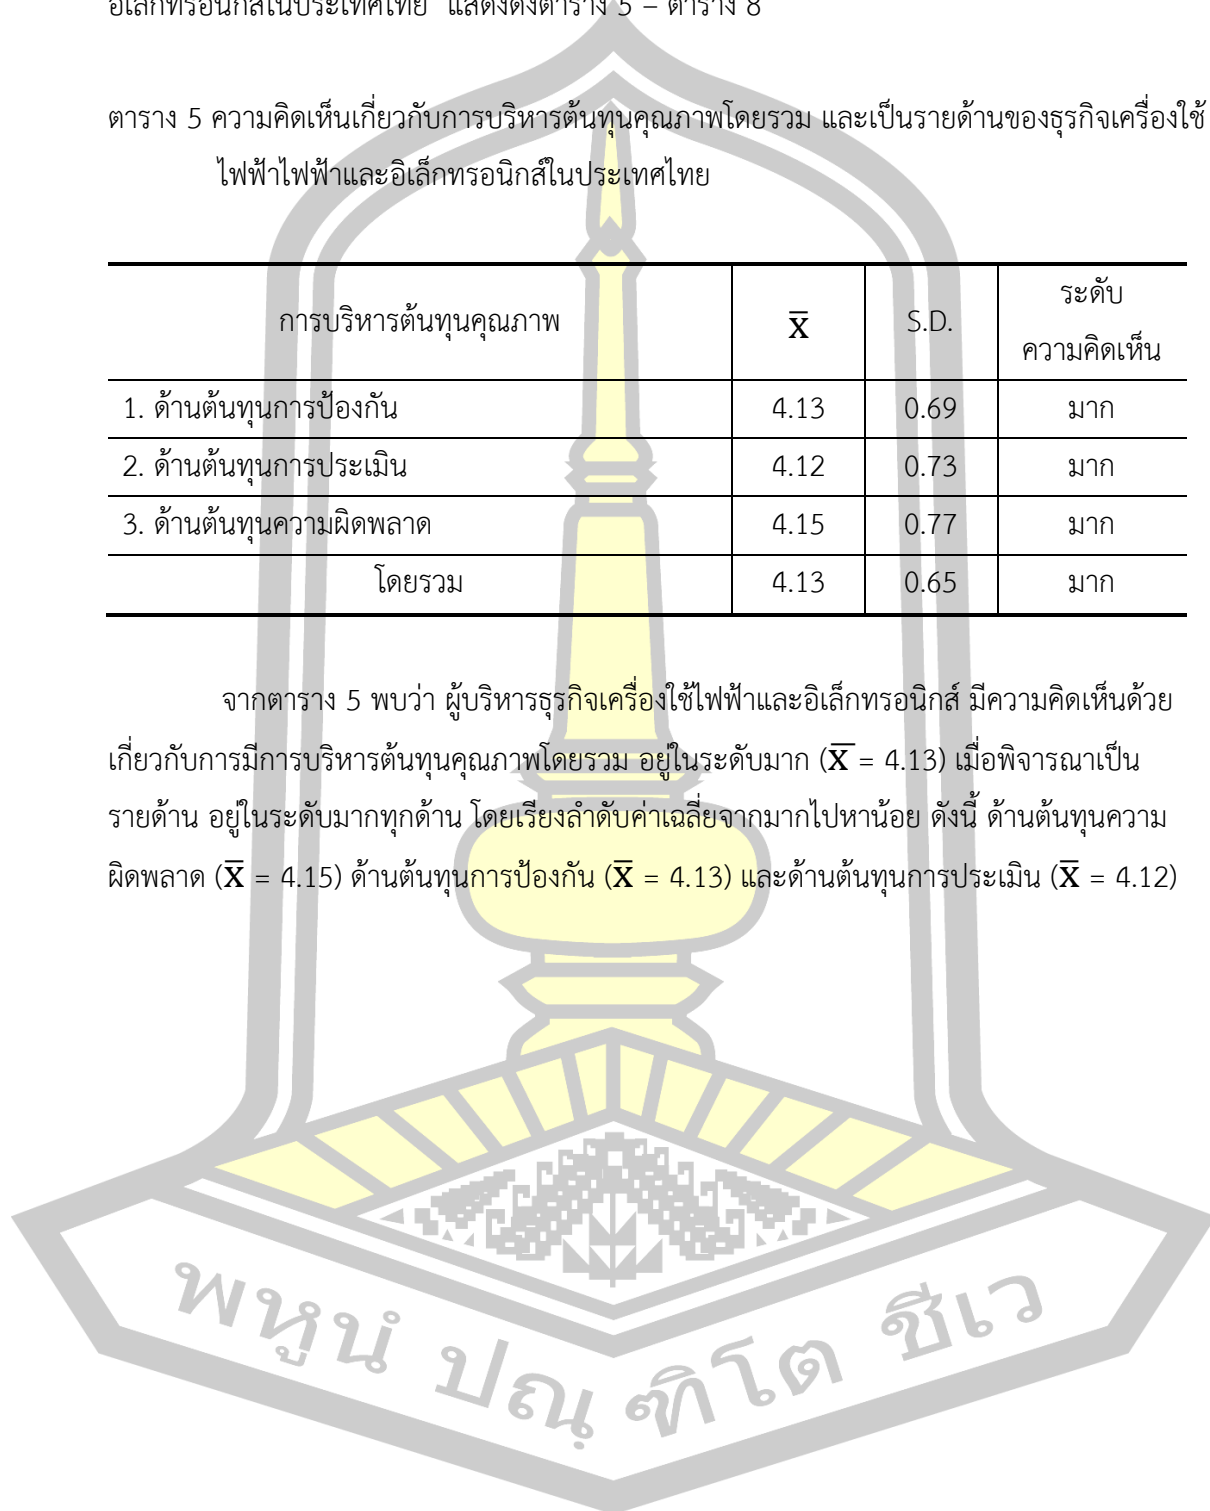 อิเล็กทรอนิกส์ในประเทศไทย แสดงดังตาราง 5 – ตาราง 8
ตาราง 5 ความคิดเห็นเกี่ยวกับการบริหารต้นทุนคุณภาพโดยรวม และเป็นรายด้านของธุรกิจเครื่องใช้
ไฟฟ้าไฟฟ้าและอิเล็กทรอนิกส์ในประเทศไทย
การบริหารต้นทุนคุณภาพ X̅ S.D. ระดับ
ความคิดเห็น
1. ด้านต้นทุนการป้องกัน 4.13 0.69 มาก
2. ด้านต้นทุนการประเมิน 4.12 0.73 มาก
3. ด้านต้นทุนความผิดพลาด 4.15 0.77 มาก
โดยรวม 4.13 0.65 มาก
จากตาราง 5 พบว่า ผู้บริหารธุรกิจเครื่องใช้ไฟฟ้าและอิเล็กทรอนิกส์ มีความคิดเห็นด้วย
เกี่ยวกับการมีการบริหารต้นทุนคุณภาพโดยรวม อยู่ในระดับมาก (X̅ = 4.13) เมื่อพิจารณาเป็น
รายด้าน อยู่ในระดับมากทุกด้าน โดยเรียงลำดับค่าเฉลี่ยจากมากไปหาน้อย ดังนี้ ด้านต้นทุนความ
ผิดพลาด (X̅ = 4.15) ด้านต้นทุนการป้องกัน (X̅ = 4.13) และด้านต้นทุนการประเมิน (X̅ = 4.12)
พหูนํ ปณฺฑิโต ชีเว